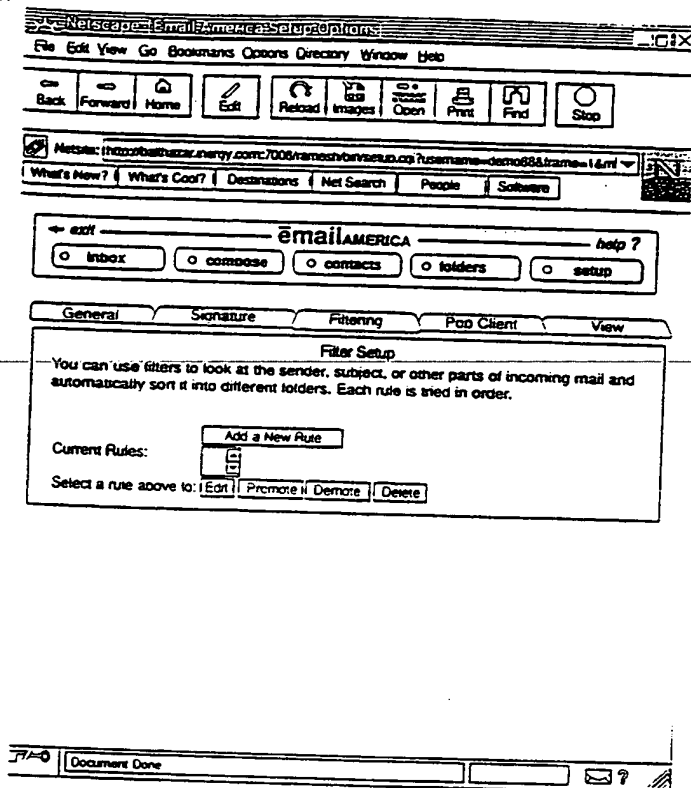 Netscape - [Email America Setup Options]
File Edit View Go Bookmarks Options Directory Window Help
Back Forward Home Edit Reload Images Open Print Find Stop
Netsite:
What's New? What's Cool? Destinations Net Search People Software
exit ēmailAMERICA help ?
inbox compose contacts folders setup
General Signature Filtering Pop Client View
Filter Setup
You can use filters to look at the sender, subject, or other parts of incoming mail and
automatically sort it into different folders. Each rule is tried in order.
Add a New Rule
Current Rules:
Select a rule above to: Edit Promote Demote Delete
Document Done
?